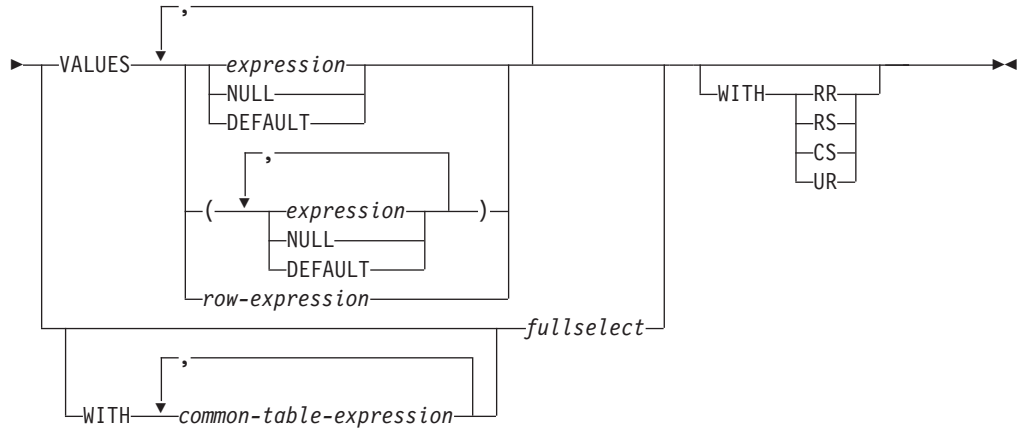 ,
VALUES expression
NULL WITH RR
DEFAULT RS
, CS
UR
( expression )
NULL
DEFAULT
row-expression
fullselect
,
WITH common-table-expression